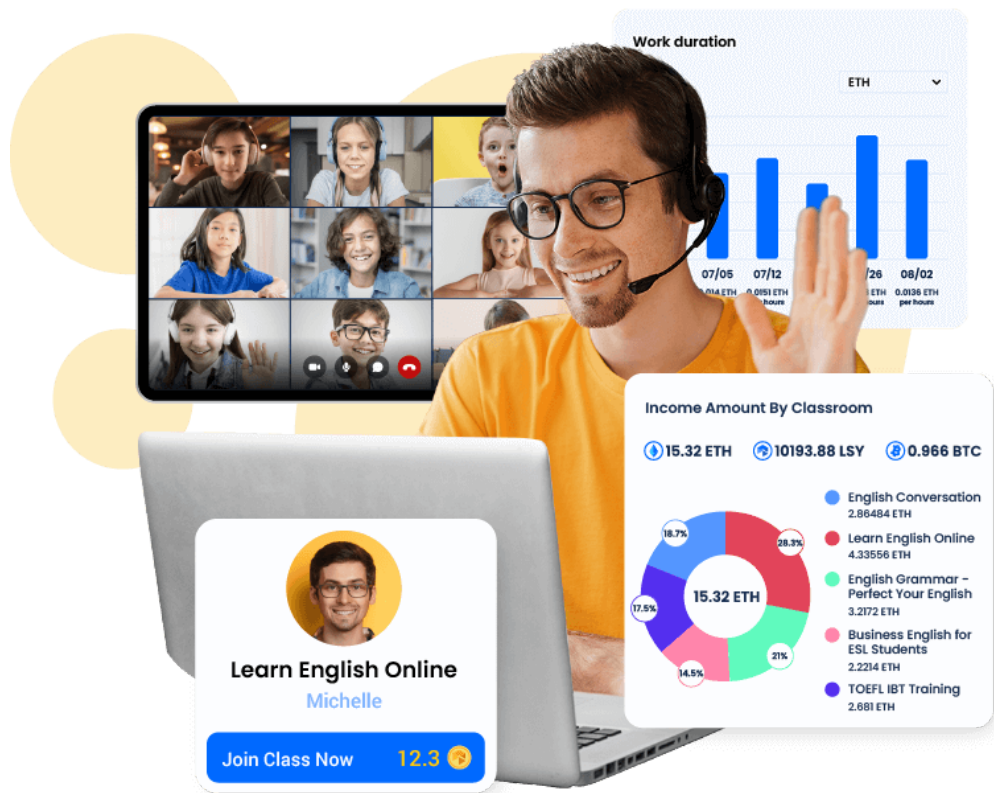 Work duration
ETH
07/05
07/12
/26
08/02
0.0151 ETH
0.0136 ETH
per hours
Income Amount By Classroom
15.32 ETH
10193.88 LSY
0.966 BTC
English Conversation
2.86484 ETH
Learn English Online
4.33556 ETH
English Grammar -
Perfect Your English
3.2172 ETH
Business English for
ESL Students
2.2214 ETH
TOEFL IBT Training
2.681 ETH
18.7%
28.3%
17.5%
15.32 ETH
21%
14.5%
Learn English Online
Michelle
Join Class Now 12.3